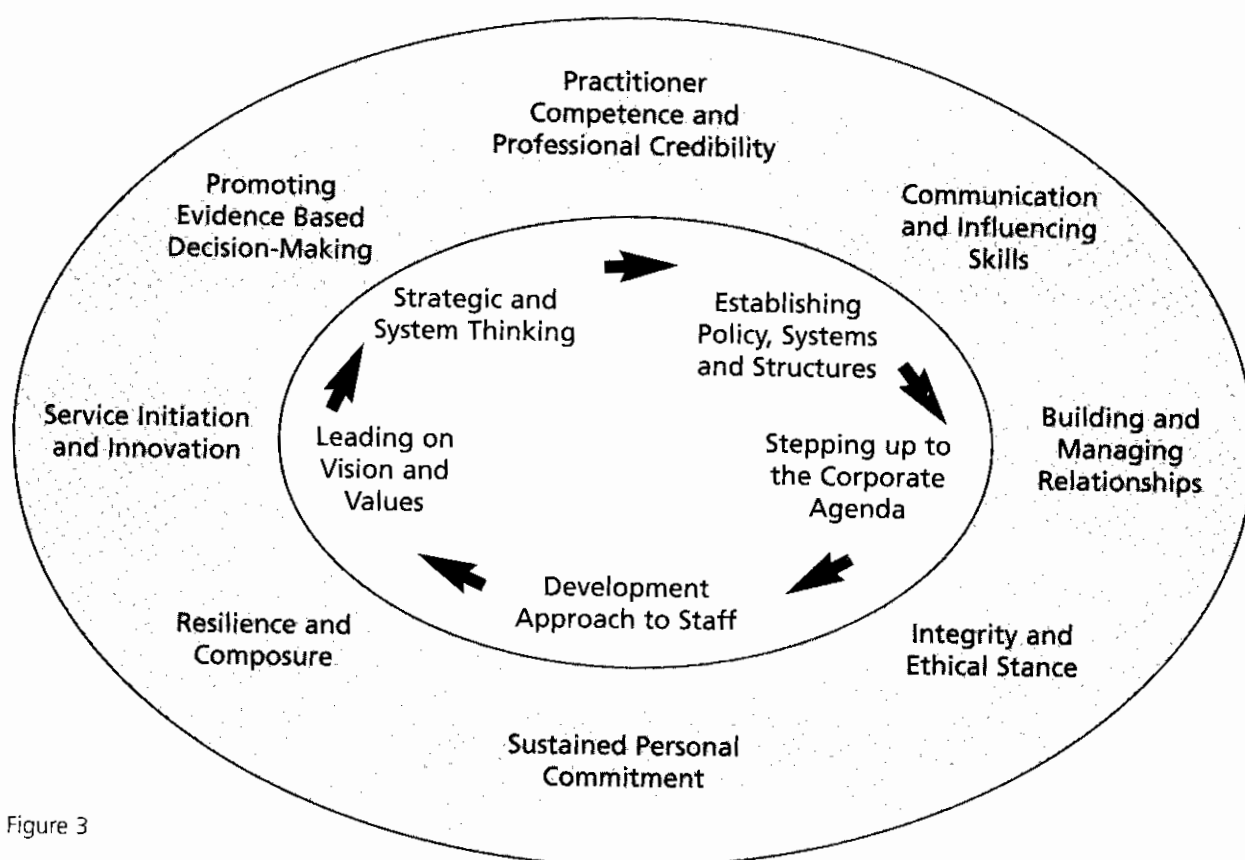 Practitioner
Competence and
Professional Credibility
Communication
and Influencing
Skills
Building and
Managing
Relationships
Integrity and
Ethical Stance
Sustained Personal
Commitment
Resilience and
Composure
Service Initiation
and Innovation
Promoting
Evidence Based
Decision-Making
Strategic and
System Thinking
Establishing
Policy, Systems
and Structures
Stepping up to
the Corporate
Agenda
Development
Approach to Staff
Leading on
Vision and
Values
Figure 3